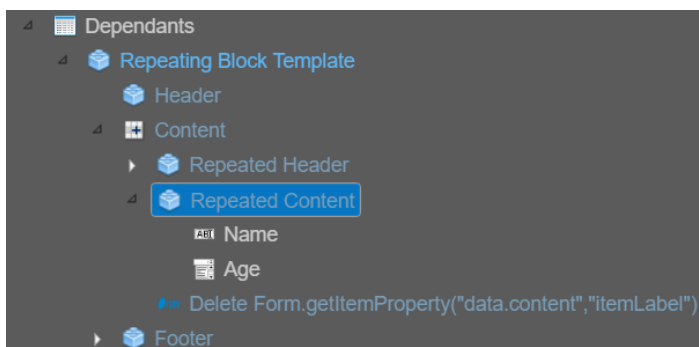 Dependants
Repeating Block Template
Header
Content
Repeated Header
Repeated Content
ABI Name
Age
Delete Form.getItemProperty("data.content","itemLabel")
Footer